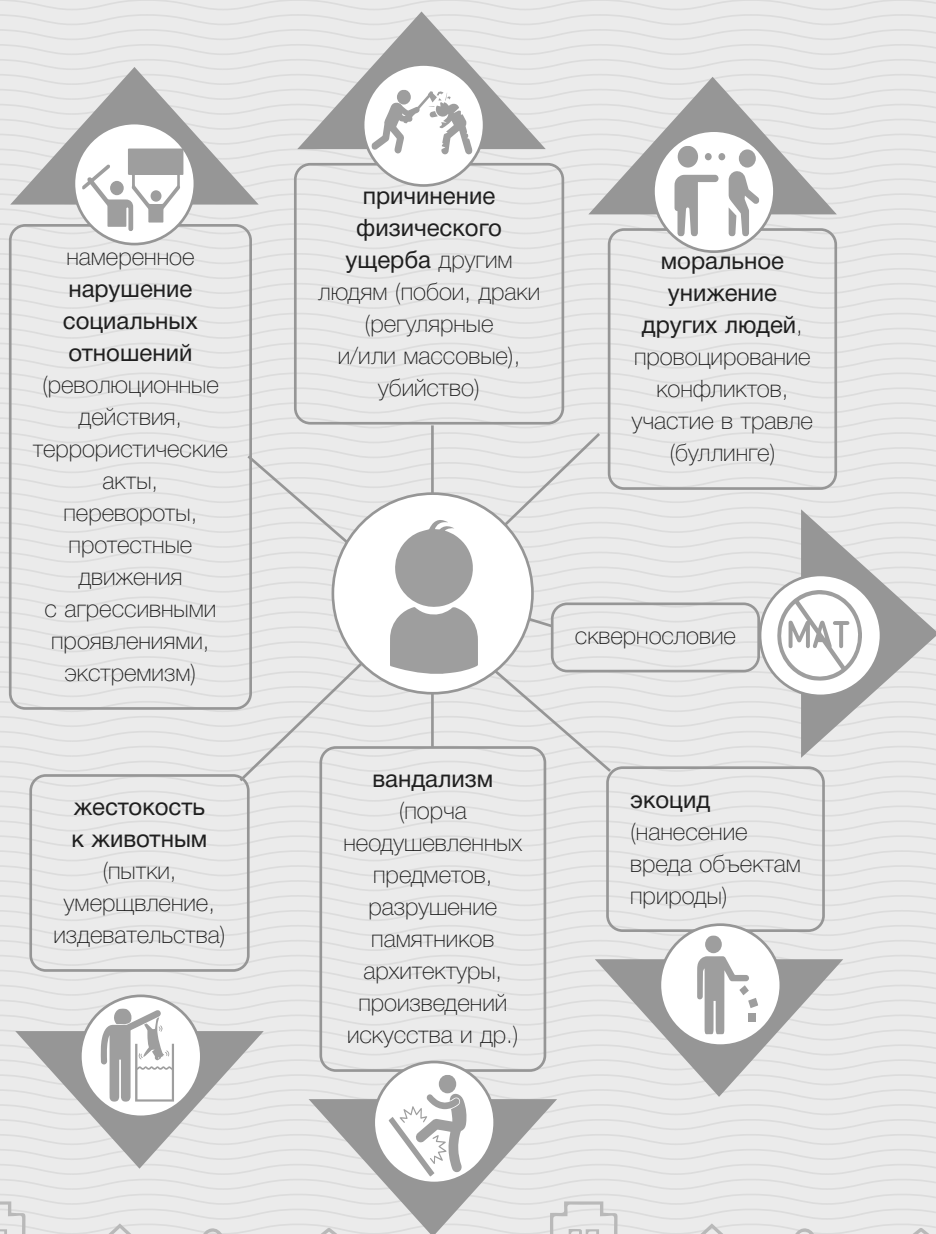 намеренное
нарушение
социальных
отношений
(революционные
действия,
террористические
акты,
перевороты,
протестные
движения
с агрессивными
проявлениями,
экстремизм)
причинение
физического
ущерба другим
людям (побои, драки
(регулярные
и/или массовые),
убийство)
моральное
унижение
других людей,
провоцирование
конфликтов,
участие в травле
(буллинге)
сквернословие
МАТ
жестокость
к животным
(пытки,
умерщвление,
издевательства)
вандализм
(порча
неодушевленных
предметов,
разрушение
памятников
архитектуры,
произведений
искусства и др.)
экоцид
(нанесение
вреда объектам
природы)